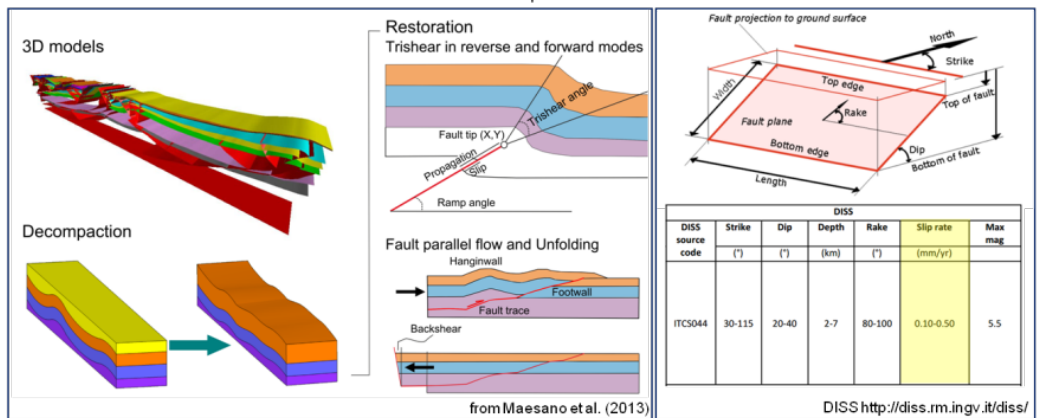 3D models
Restoration
Trishear in reverse and forward modes
Trishear angle
Fault tip (X,Y)
Propagation
Slip
Ramp angle
Decompaction
Fault parallel flow and Unfolding
Hanginwall
Footwall
Fault trace
Backshear
from Maesano et al. (2013)
Fault projection to ground surface
North
Strike
Width
Top edge
Top of fault
Rake
Fault plane
Dip
Bottom edge
Bottom of fault
Length
DISS
DISS source code Strike Dip Depth Rake Slip rate Max mag
(°) (°) (km) (°) (mm/yr)
ITCS044 30-115 20-40 2-7 80-100 0.10-0.50 5.5
DISS http://diss.rm.ingv.it/diss/